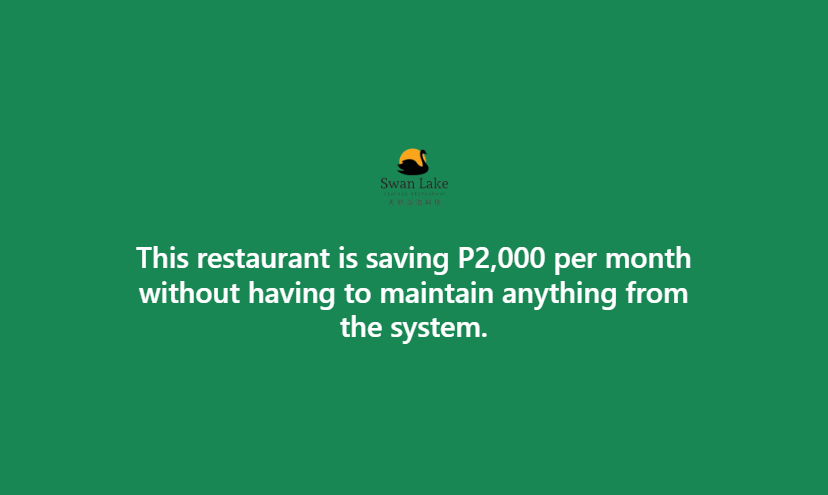 Swan Lake
This restaurant is saving P2,000 per month
without having to maintain anything from
the system.